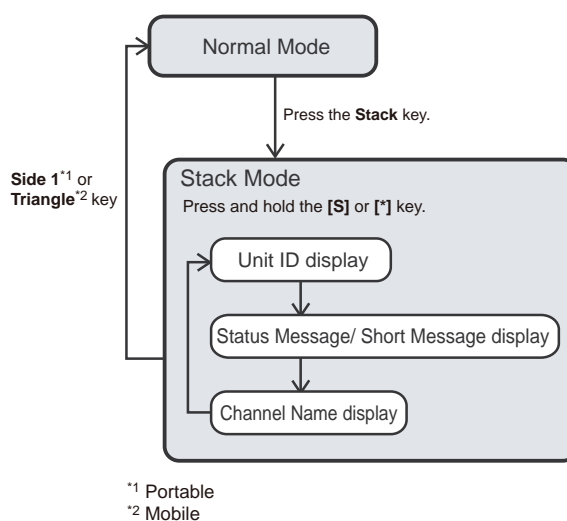 Normal Mode
Press the Stack key.
Side 1*1 or
Triangle*2 key
Stack Mode
Press and hold the [S] or [*] key.
Unit ID display
Status Message/ Short Message display
Channel Name display
*1 Portable
*2 Mobile